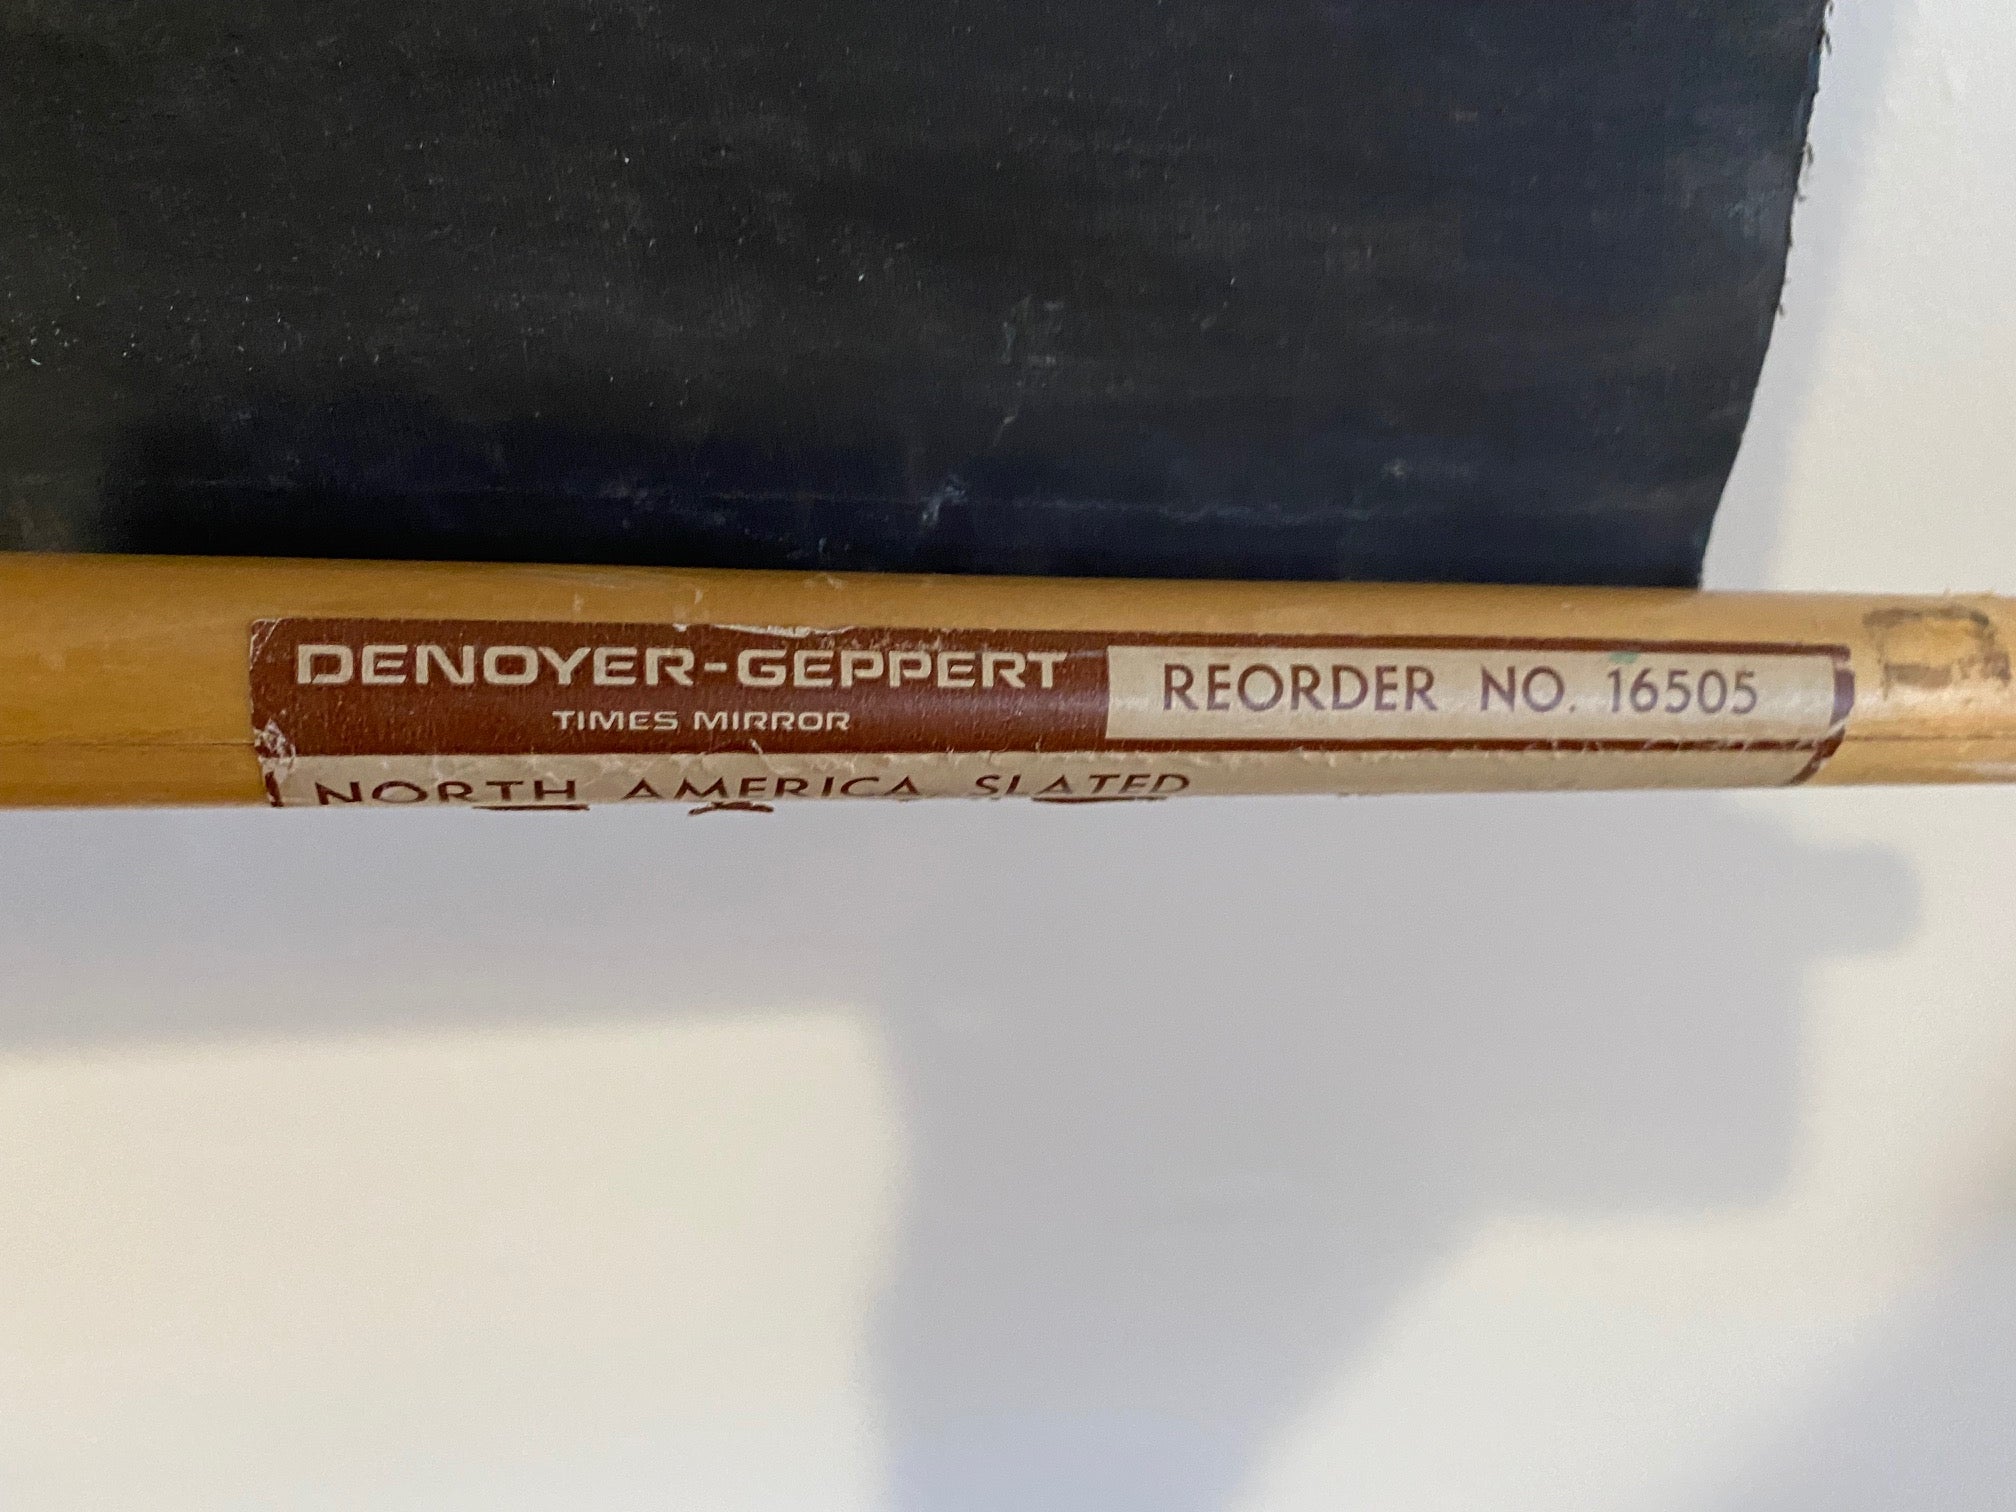 DENOYER-GEPPERT
TIMES MIRROR
REORDER NO. 16505
NORTH AMERICA SLATED